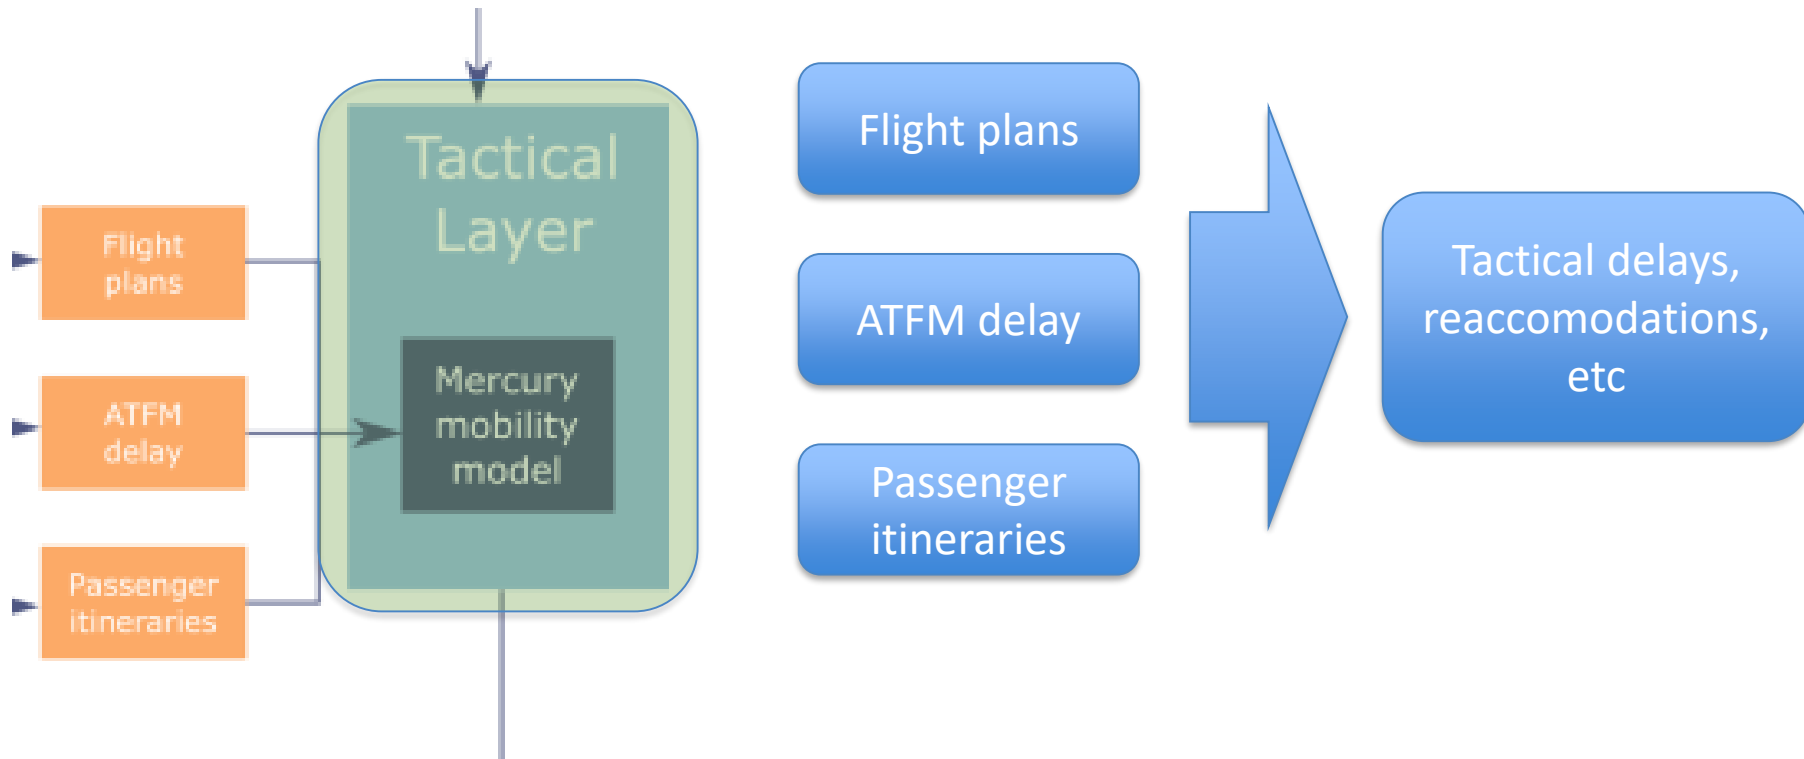 Tactical
Layer
Flight
plans
ATFM
delay
Passenger
itineraries
Mercury
mobility
model
Flight plans
ATFM delay
Passenger
itineraries
Tactical delays,
reaccomodations,
etc